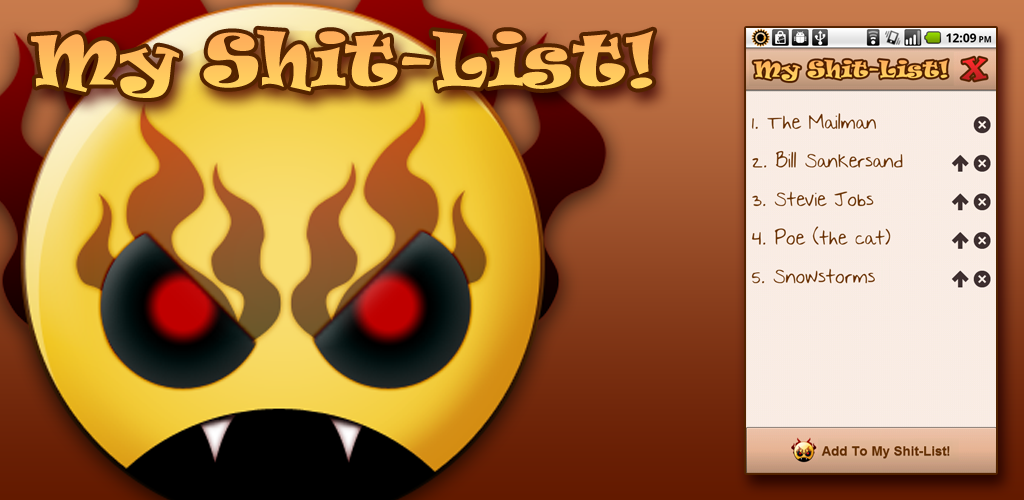 My Shit-List!
12:09 PM
My Shit-List! X
1. The Mailman
2. Bill Sankersand
3. Stevie Jobs
4. Poe (the cat)
5. Snowstorms
Add To My Shit-List!